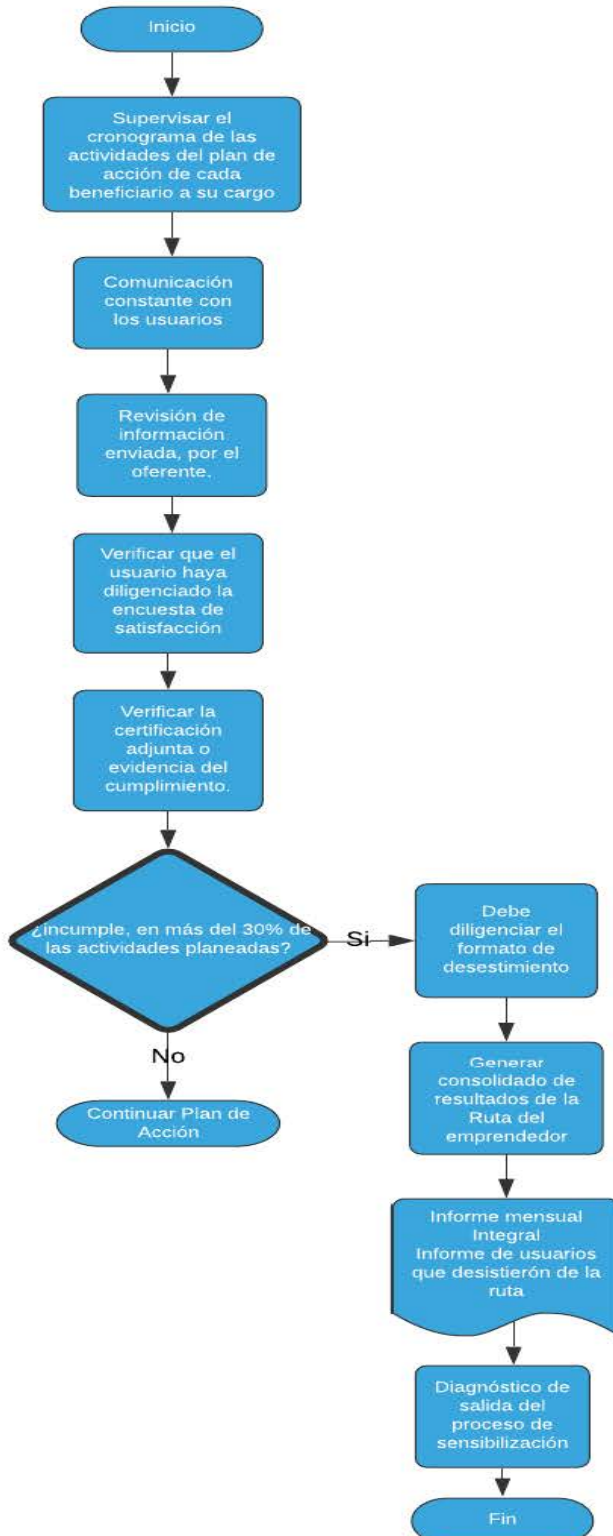 Inicio
Supervisar el
cronograma de las
actividades del plan de
acción de cada
beneficiario a su cargo
Comunicación
constante con
los usuarios
Revisión de
información
enviada, por el
oferente.
Verificar que el
usuario haya
diligenciado la
encuesta de
satisfacción
Verificar la
certificación
adjunta o
evidencia del
cumplimiento.
¿incumple, en más del 30% de
las actividades planeadas?
Si
No
Continuar Plan de
Acción
Debe
diligenciar el
formato de
desestimiento
Generar
consolidado de
resultados de la
Ruta del
emprendedor
Informe mensual
Integral
Informe de usuarios
que desistierón de la
ruta
Diagnóstico de
salida del
proceso de
sensibilización
Fin